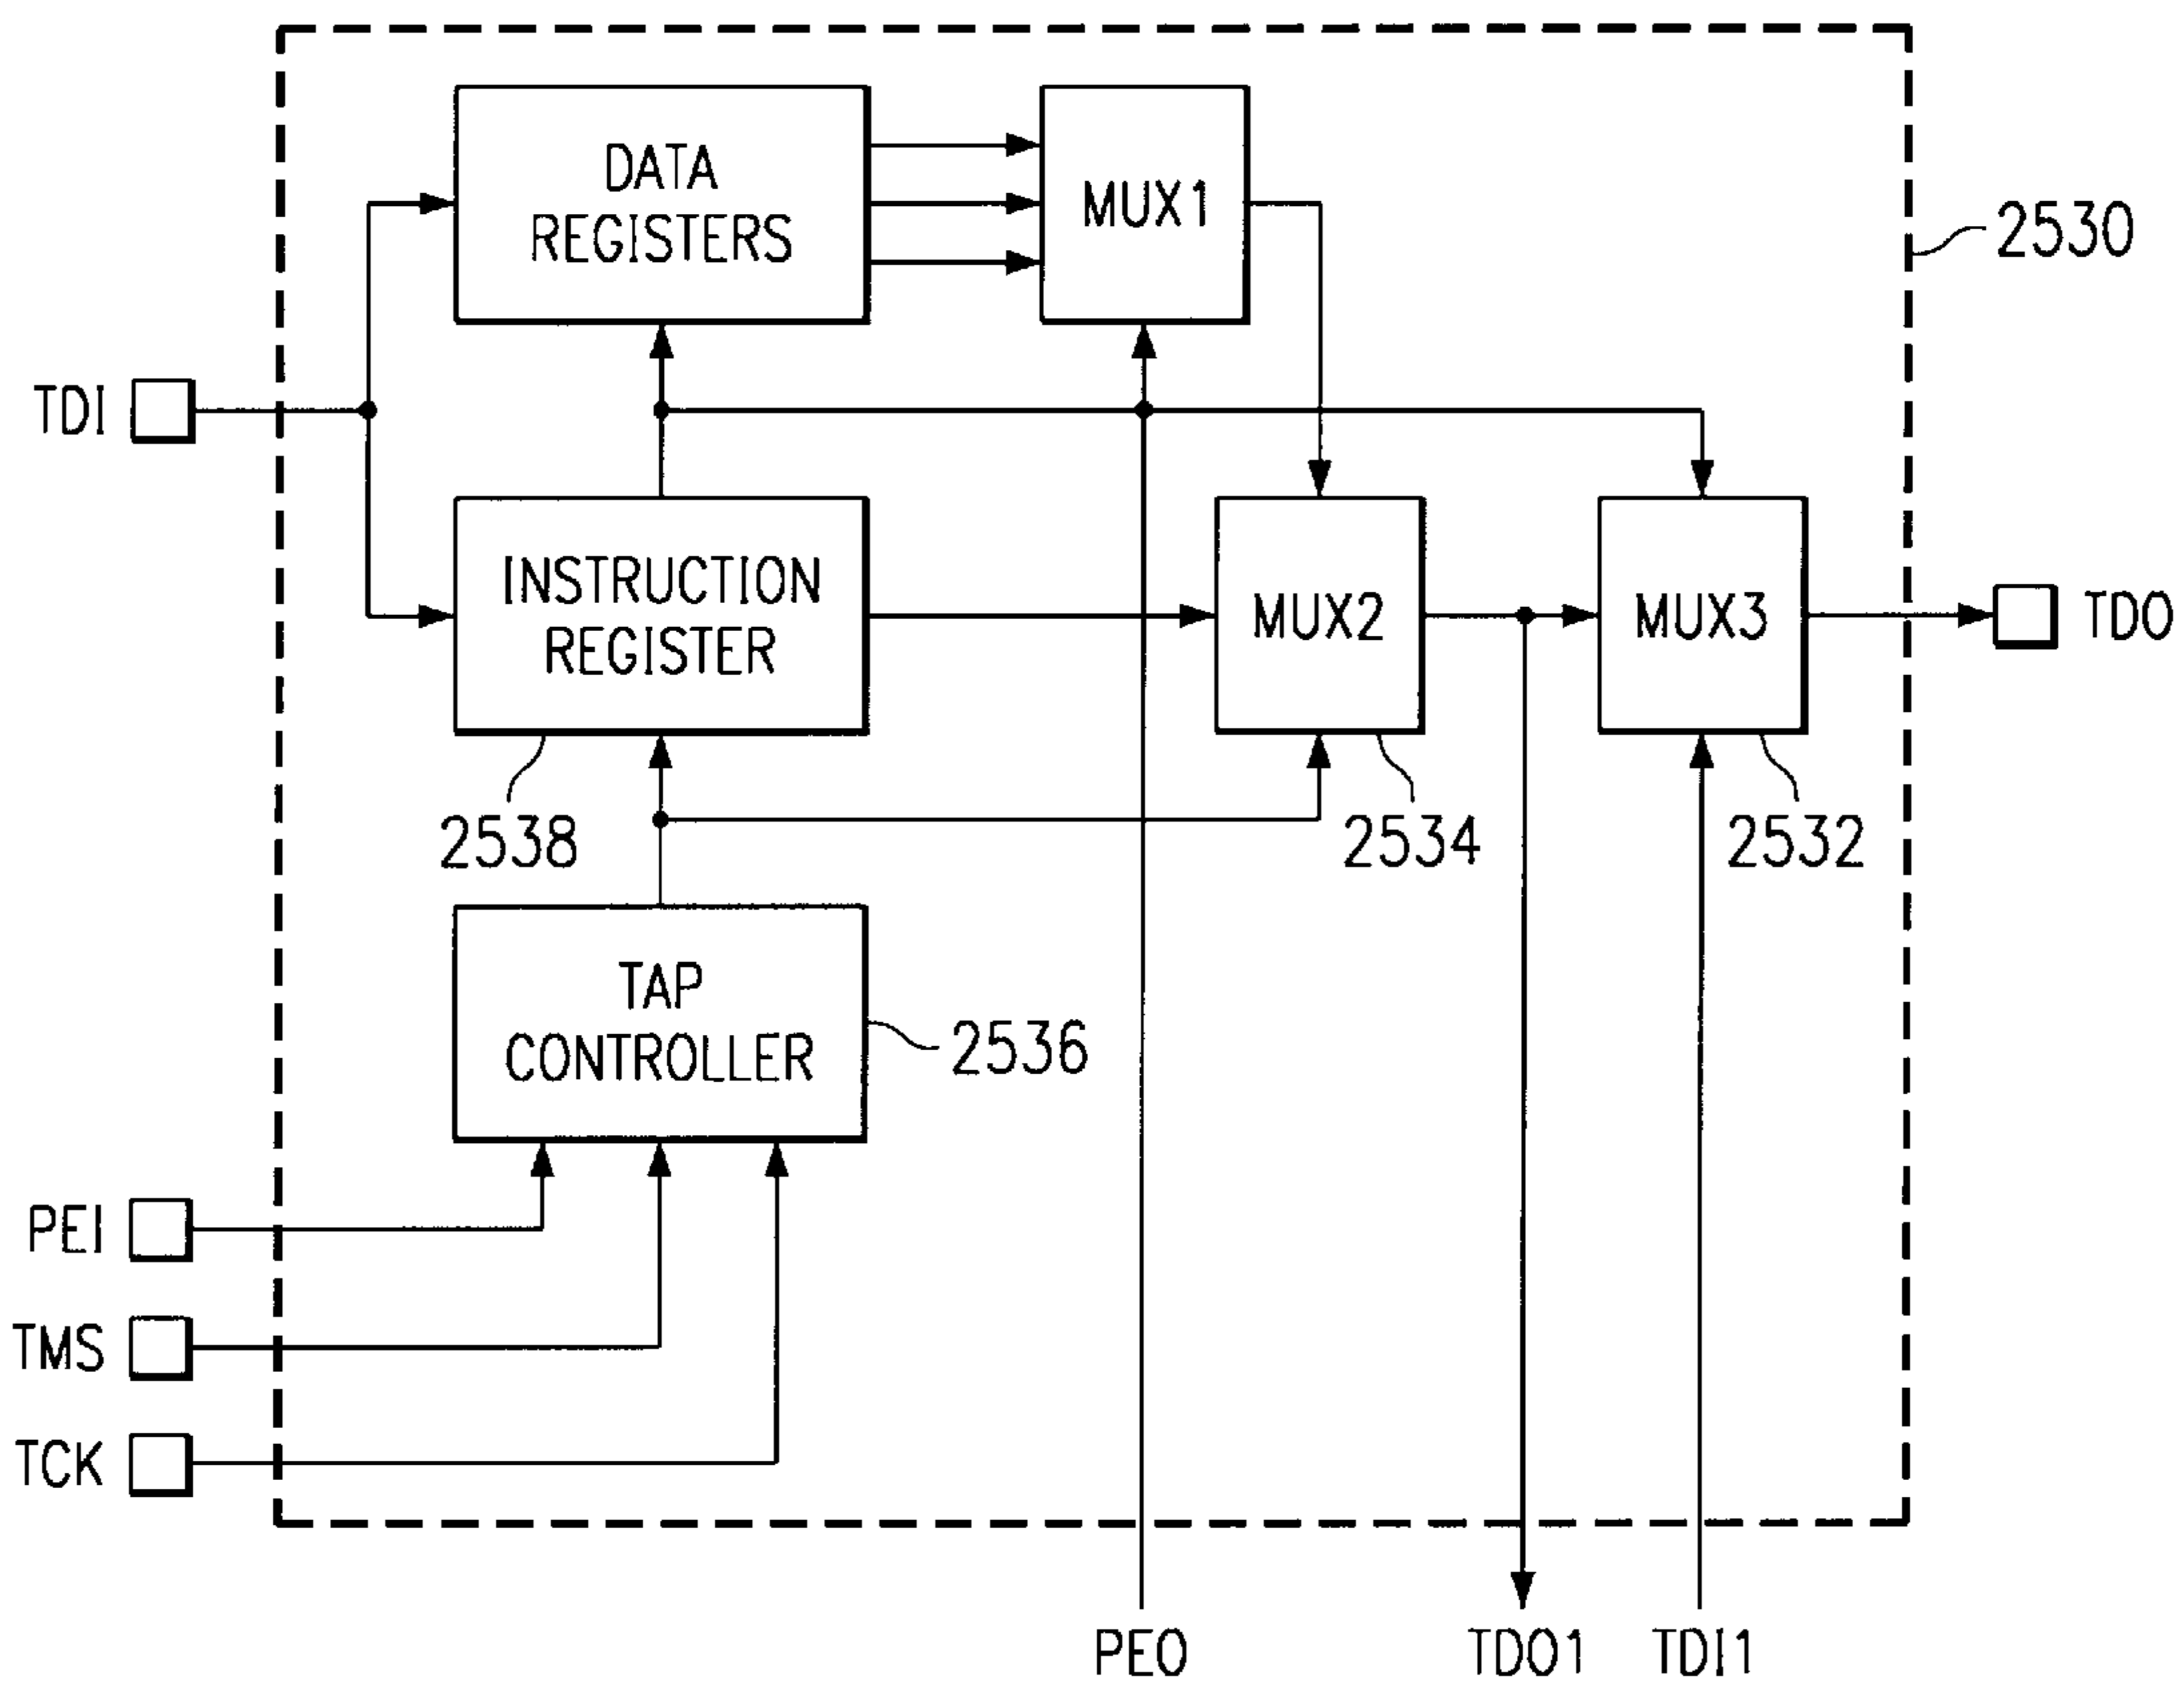 DATA
REGISTERS
MUX1
2530
TDI
INSTRUCTION
REGISTER
MUX2
MUX3
TDO
2538
2534
2532
TAP
CONTROLLER
2536
PEI
TMS
TCK
PEO
TDO1
TDI1